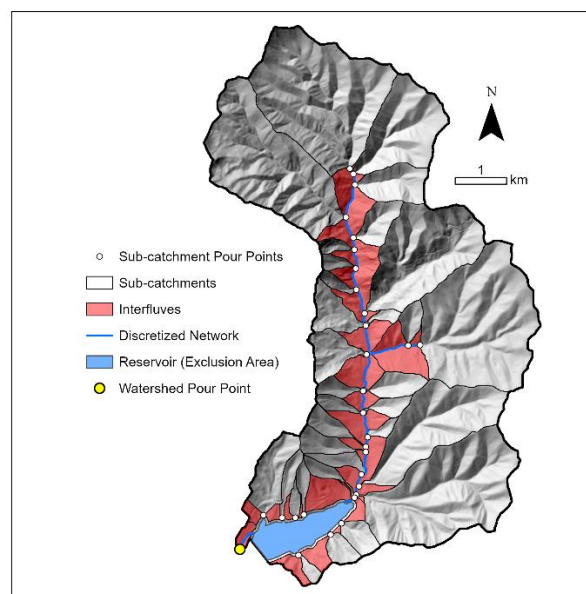 N
1
km
Sub-catchment Pour Points
Sub-catchments
Interfluves
Discretized Network
Reservoir (Exclusion Area)
Watershed Pour Point